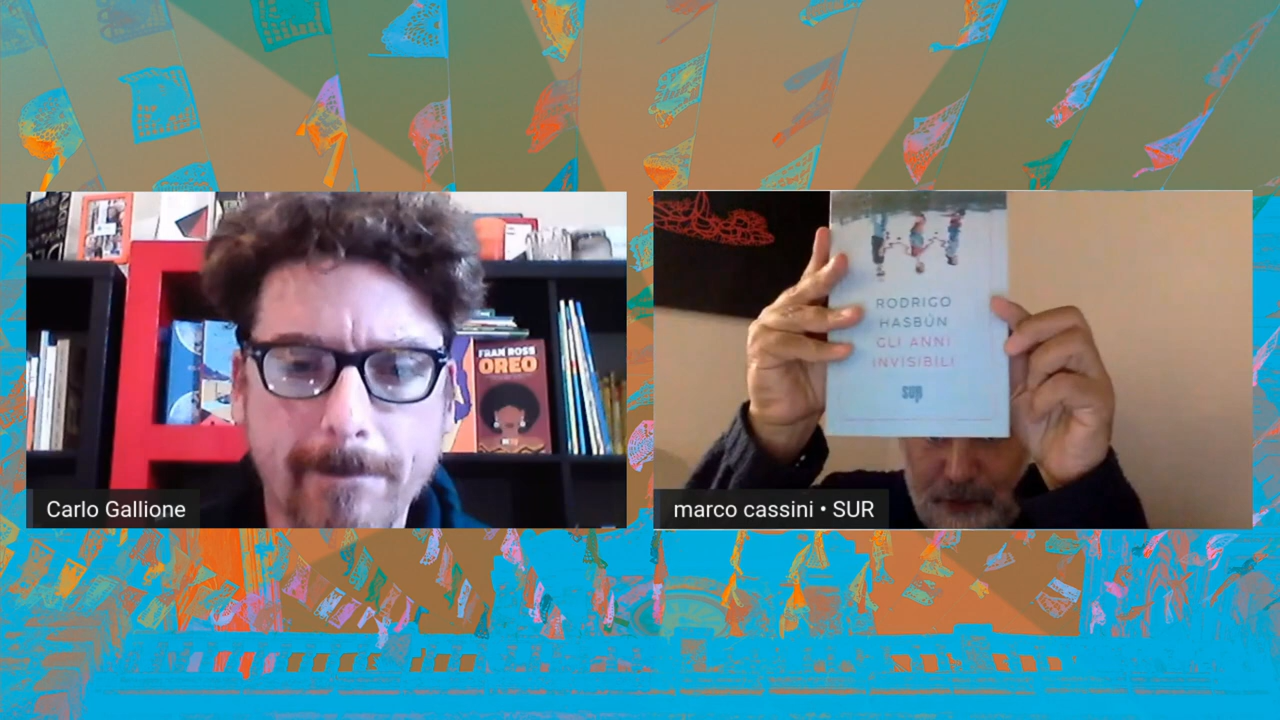 FRAN ROSS
OREO
Carlo Gallione
RODRIGO
HASBÚN
GLI ANNI
INVISIBILI
SUR
marco cassini • SUR